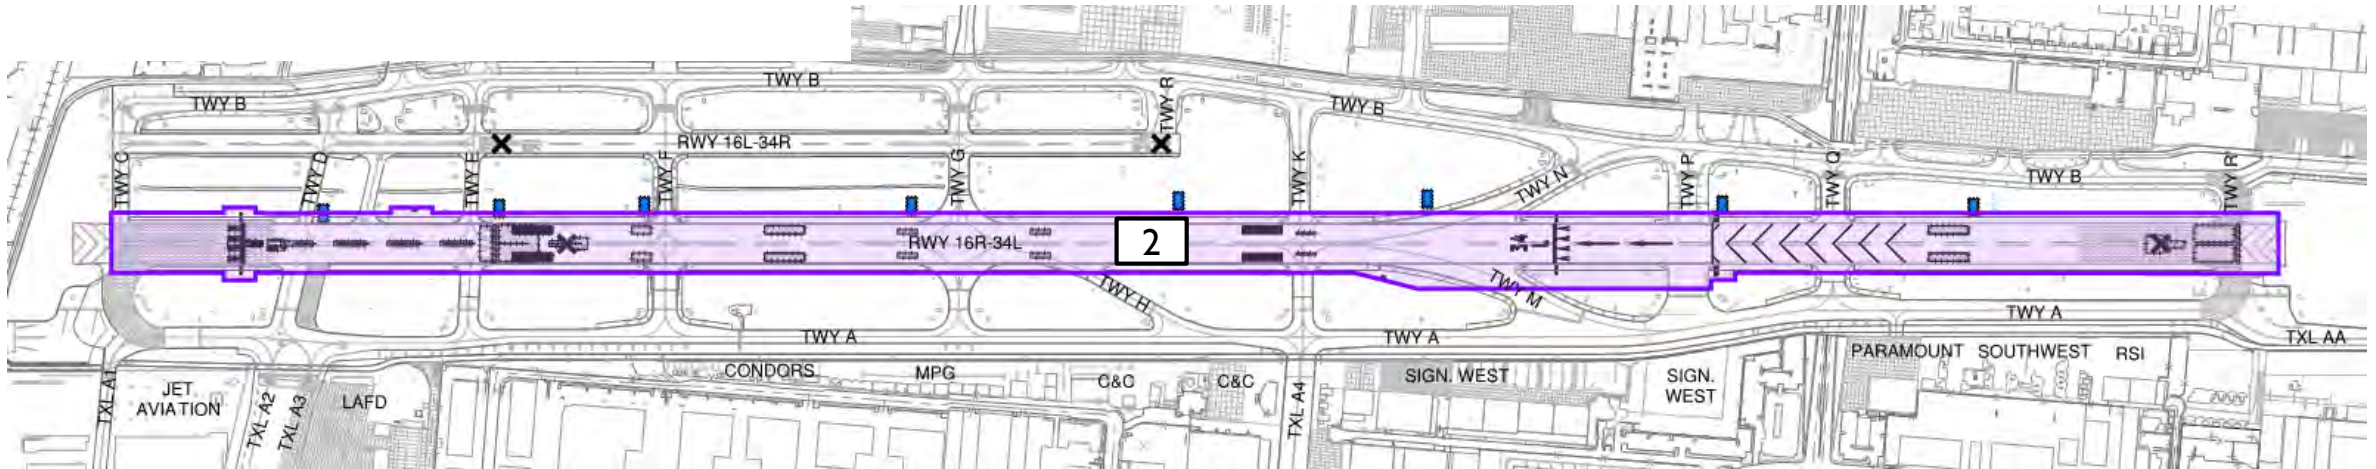 TWY B
TWY B
TWY R
TWY B
RWY 16L-34R
TWY C
TWY D
TWY E
TWY F
TWY G
TWY K
TWY N
TWY P
TWY Q
TWY B
TWY R
RWY 16R-34L
2
34
L
TWY H
TWY M
TWY A
TWY A
TWY A
TXL AA
TXL A1
JET
AVIATION
TXL A2
TXL A3
LAFD
CONDORS
MPG
C&C
C&C
TXL A4
SIGN. WEST
SIGN.
WEST
PARAMOUNT
SOUTHWEST
RSI